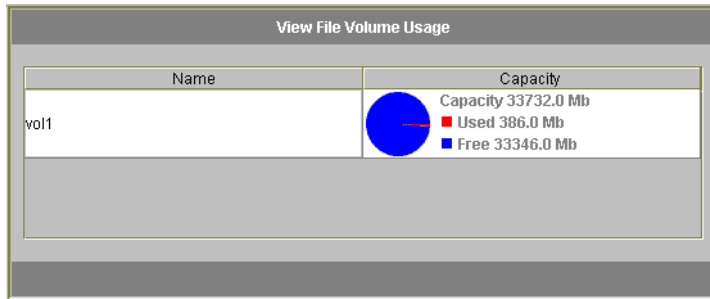 View File Volume Usage
Name Capacity
vol1
Capacity 33732.0 Mb
Used 386.0 Mb
Free 33346.0 Mb